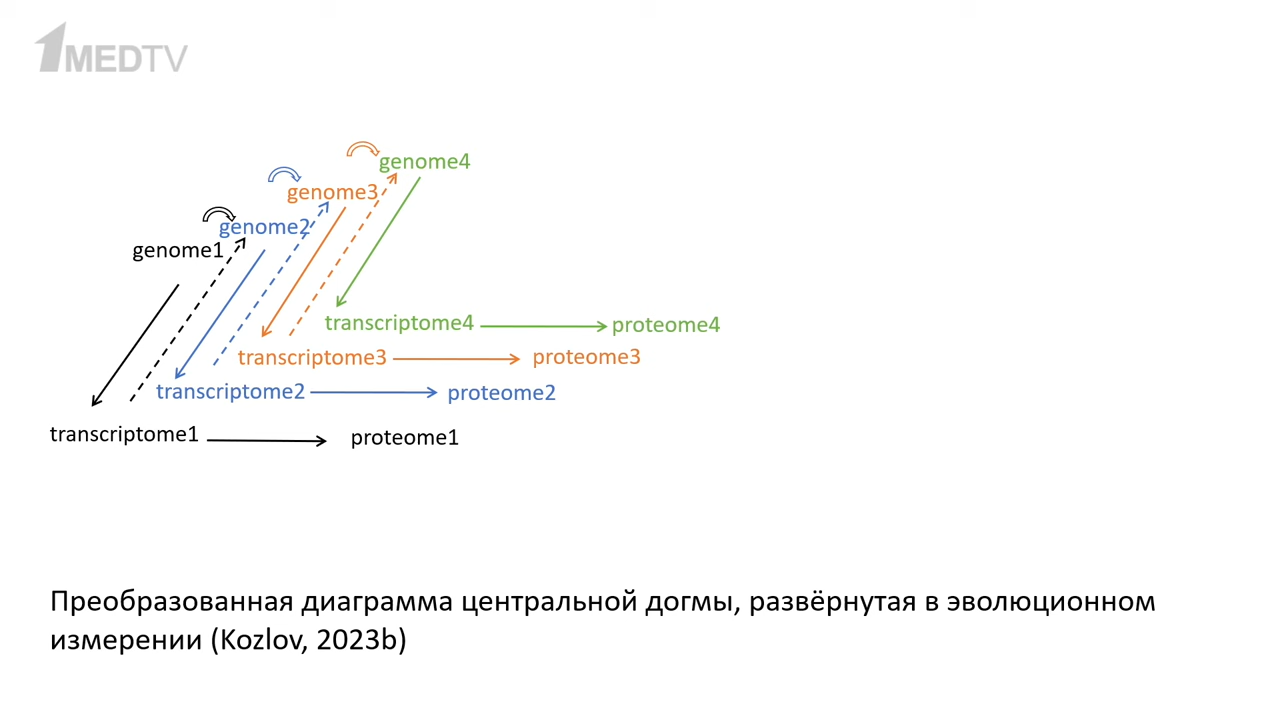 1MEDTV
genome4
genome3
genome2
genome1
transcriptome4 proteome4
transcriptome3 proteome3
transcriptome2 proteome2
transcriptome1 proteome1
Преобразованная диаграмма центральной догмы, развёрнутая в эволюционном
измерении (Kozlov, 2023b)